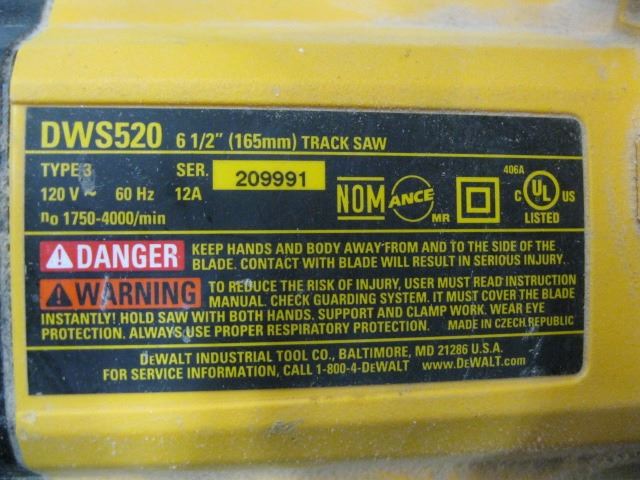 DWS520 6 1/2" (165mm) TRACK SAW
TYPE 3 SER. 209991
120 V ~ 60 Hz 12A
no 1750-4000/min
NOM ANCE MR
406A
C UL US
LISTED
DANGER KEEP HANDS AND BODY AWAY FROM AND TO THE SIDE OF THE
BLADE. CONTACT WITH BLADE WILL RESULT IN SERIOUS INJURY.
WARNING TO REDUCE THE RISK OF INJURY, USER MUST READ INSTRUCTION
MANUAL. CHECK GUARDING SYSTEM. IT MUST COVER THE BLADE
INSTANTLY! HOLD SAW WITH BOTH HANDS. SUPPORT AND CLAMP WORK. WEAR EYE
PROTECTION. ALWAYS USE PROPER RESPIRATORY PROTECTION. MADE IN CZECH REPUBLIC
DEWALT INDUSTRIAL TOOL CO., BALTIMORE, MD 21286 U.S.A.
FOR SERVICE INFORMATION, CALL 1-800-4-DEWALT www.DEWALT.com